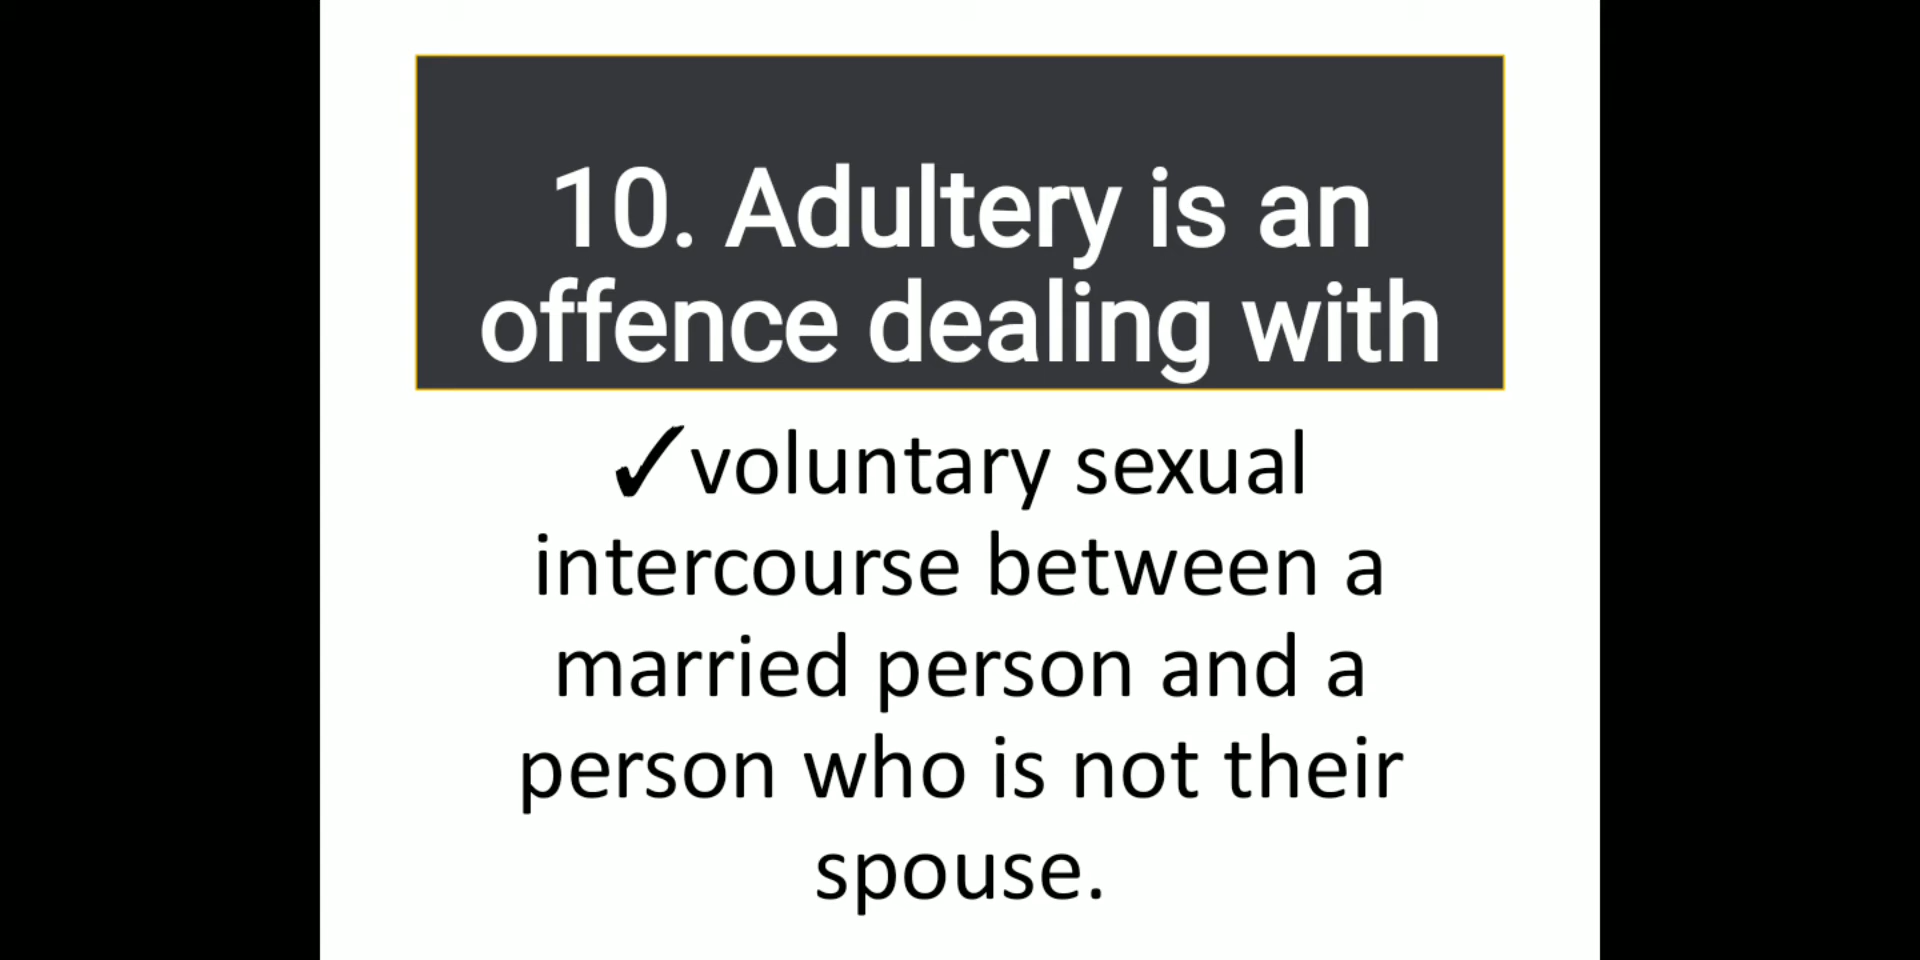 10. Adultery is an
offence dealing with
✓voluntary sexual
intercourse between a
married person and a
person who is not their
spouse.